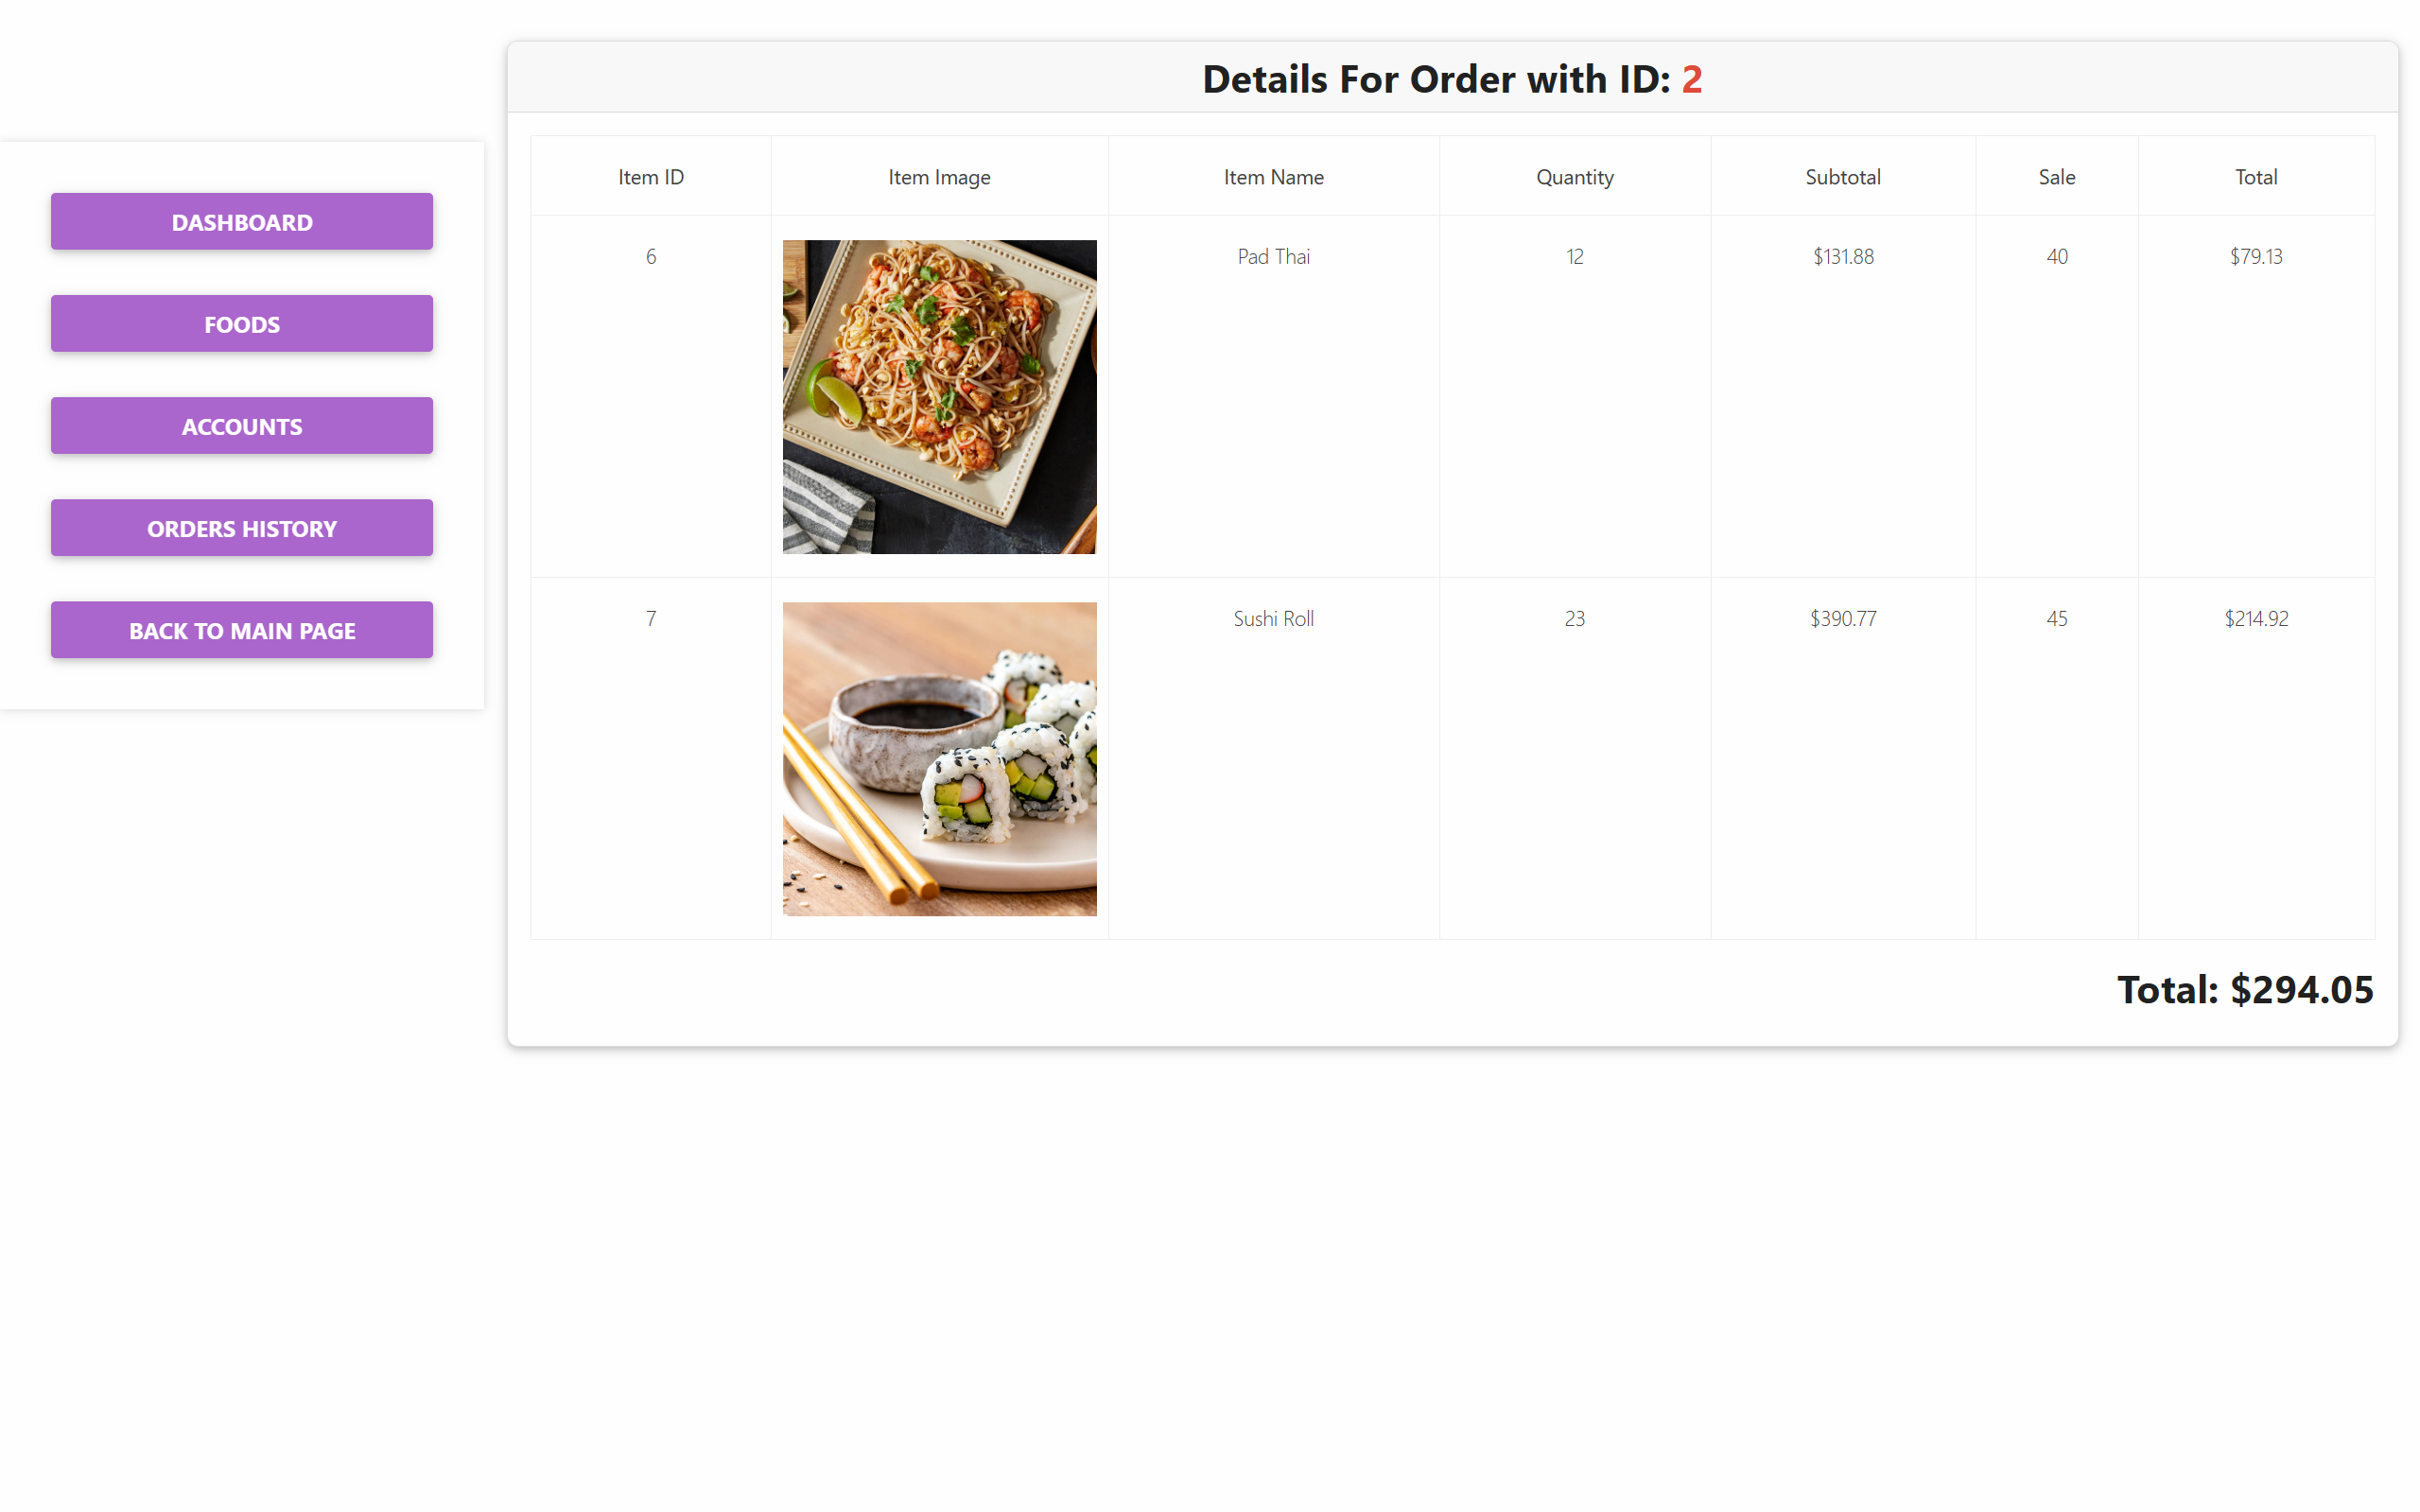 Details For Order with ID: 2
DASHBOARD
FOODS
ACCOUNTS
ORDERS HISTORY
BACK TO MAIN PAGE
Item ID Item Image Item Name Quantity Subtotal Sale Total
6 Pad Thai 12 $131.88 40 $79.13
7 Sushi Roll 23 $390.77 45 $214.92
Total: $294.05